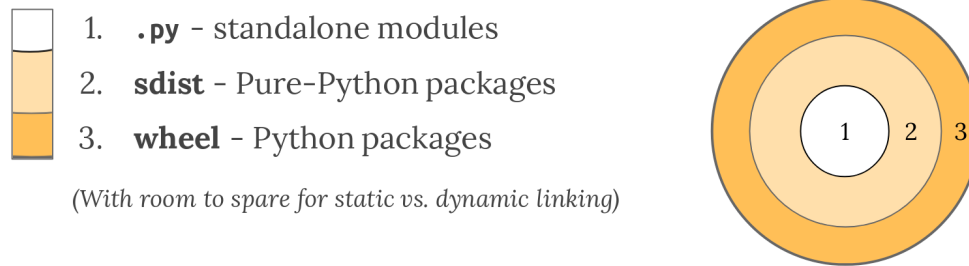 1. .py - standalone modules
2. sdist - Pure-Python packages
3. wheel - Python packages
(With room to spare for static vs. dynamic linking)
1 2 3